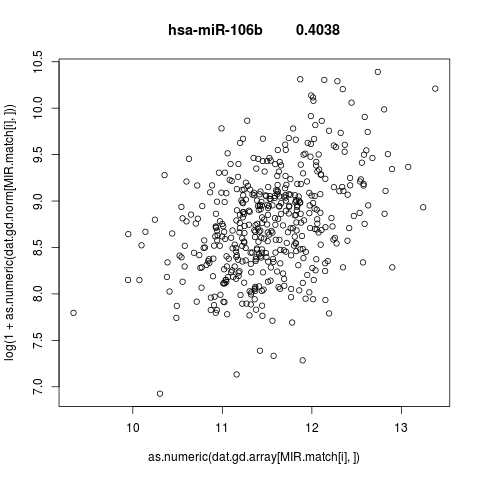 hsa-miR-106b 0.4038
10.5
10.0
9.5
9.0
8.5
8.0
7.5
7.0
log(1 + as.numeric(dat.gd.norm[MIR.match[i], ]))
10 11 12 13
as.numeric(dat.gd.array[MIR.match[i], ])